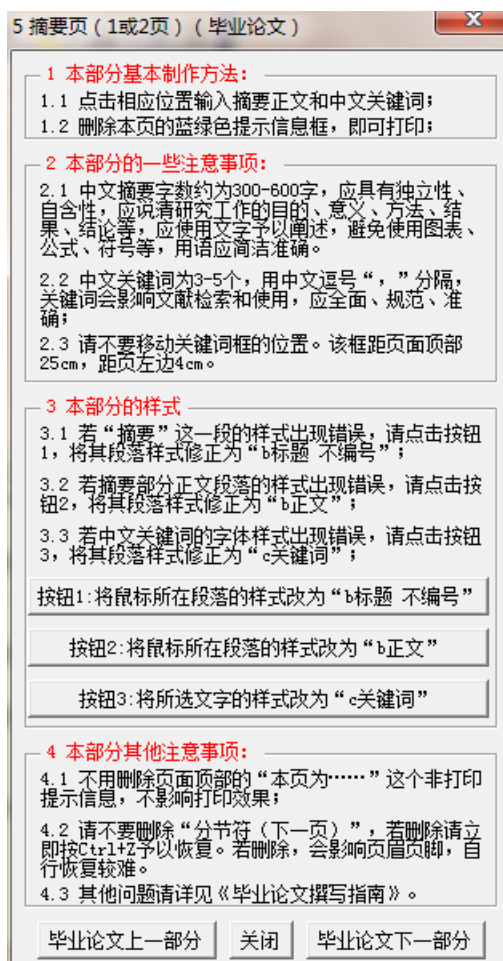 5 摘要页（1或2页）（毕业论文）
1 本部分基本制作方法：
1.1 点击相应位置输入摘要正文和中文关键词；
1.2 删除本页的蓝绿色提示信息框，即可打印；
2 本部分的一些注意事项：
2.1 中文摘要字数约为300-600字，应具有独立性、
自含性，应说清研究工作的目的、意义、方法、结
果、结论等，应使用文字予以阐述，避免使用图表、
公式、符号等，用语应简洁准确。
2.2 中文关键词为3-5个，用中文逗号“，”分隔，
关键词会影响文献检索和使用，应全面、规范、准
确；
2.3 请不要移动关键词框的位置。该框距页面顶部
25cm，距页左边4cm。
3 本部分的样式
3.1 若“摘要”这一段的样式出现错误，请点击按钮
1，将其段落样式修正为“b标题 不编号”；
3.2 若摘要部分正文段落的样式出现错误，请点击按
钮2，将其段落样式修正为“b正文”；
3.3 若中文关键词的字体样式出现错误，请点击按钮
3，将其段落样式修正为“c关键词”；
按钮1:将鼠标所在段落的样式改为“b标题 不编号”
按钮2:将鼠标所在段落的样式改为“b正文”
按钮3:将所选文字的样式改为“c关键词”
4 本部分其他注意事项：
4.1 不用删除页面顶部的“本页为……”这个非打印
提示信息，不影响打印效果；
4.2 请不要删除“分节符（下一页）”，若删除请立
即按Ctrl+Z予以恢复。若删除，会影响页眉页脚，自
行恢复较难。
4.3 其他问题请详见《毕业论文撰写指南》。
毕业论文上一部分 关闭 毕业论文下一部分